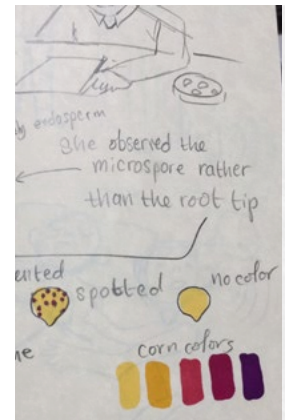 endosperm
She observed the
microspore rather
than the root tip
spotted
no color
corn colors